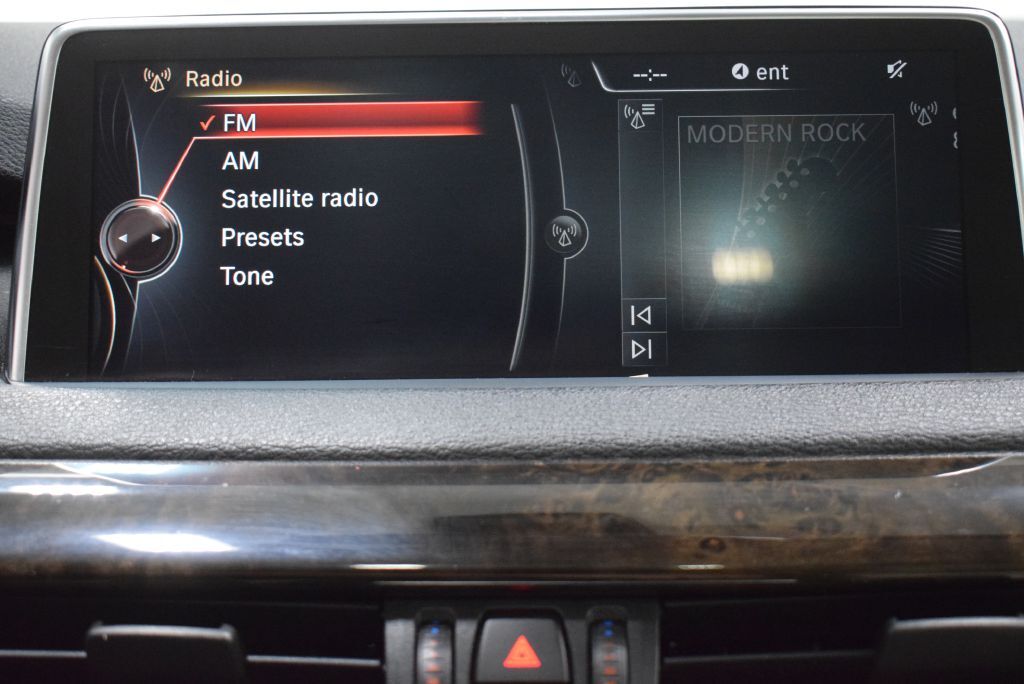 Radio
--:--
ent
FM
AM
Satellite radio
Presets
Tone
MODERN ROCK